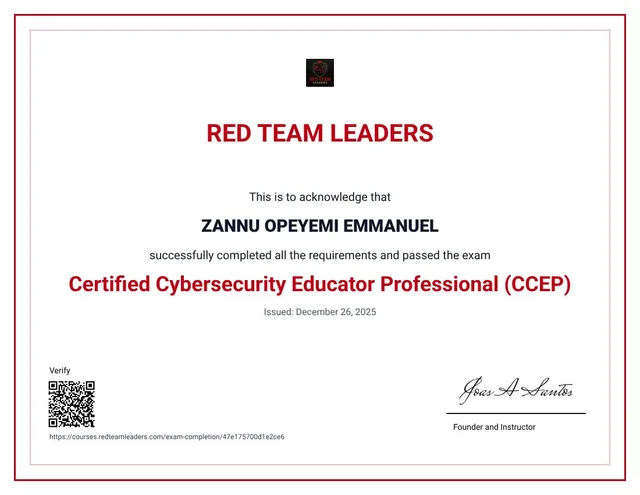 RED TEAM LEADERS
This is to acknowledge that
ZANNU OPEYEMI EMMANUEL
successfully completed all the requirements and passed the exam
Certified Cybersecurity Educator Professional (CCEP)
Issued: December 26, 2025
Verify
https://courses.redteamleaders.com/exam-completion/47e175700d1e2ce6
Joas A Santos
Founder and Instructor